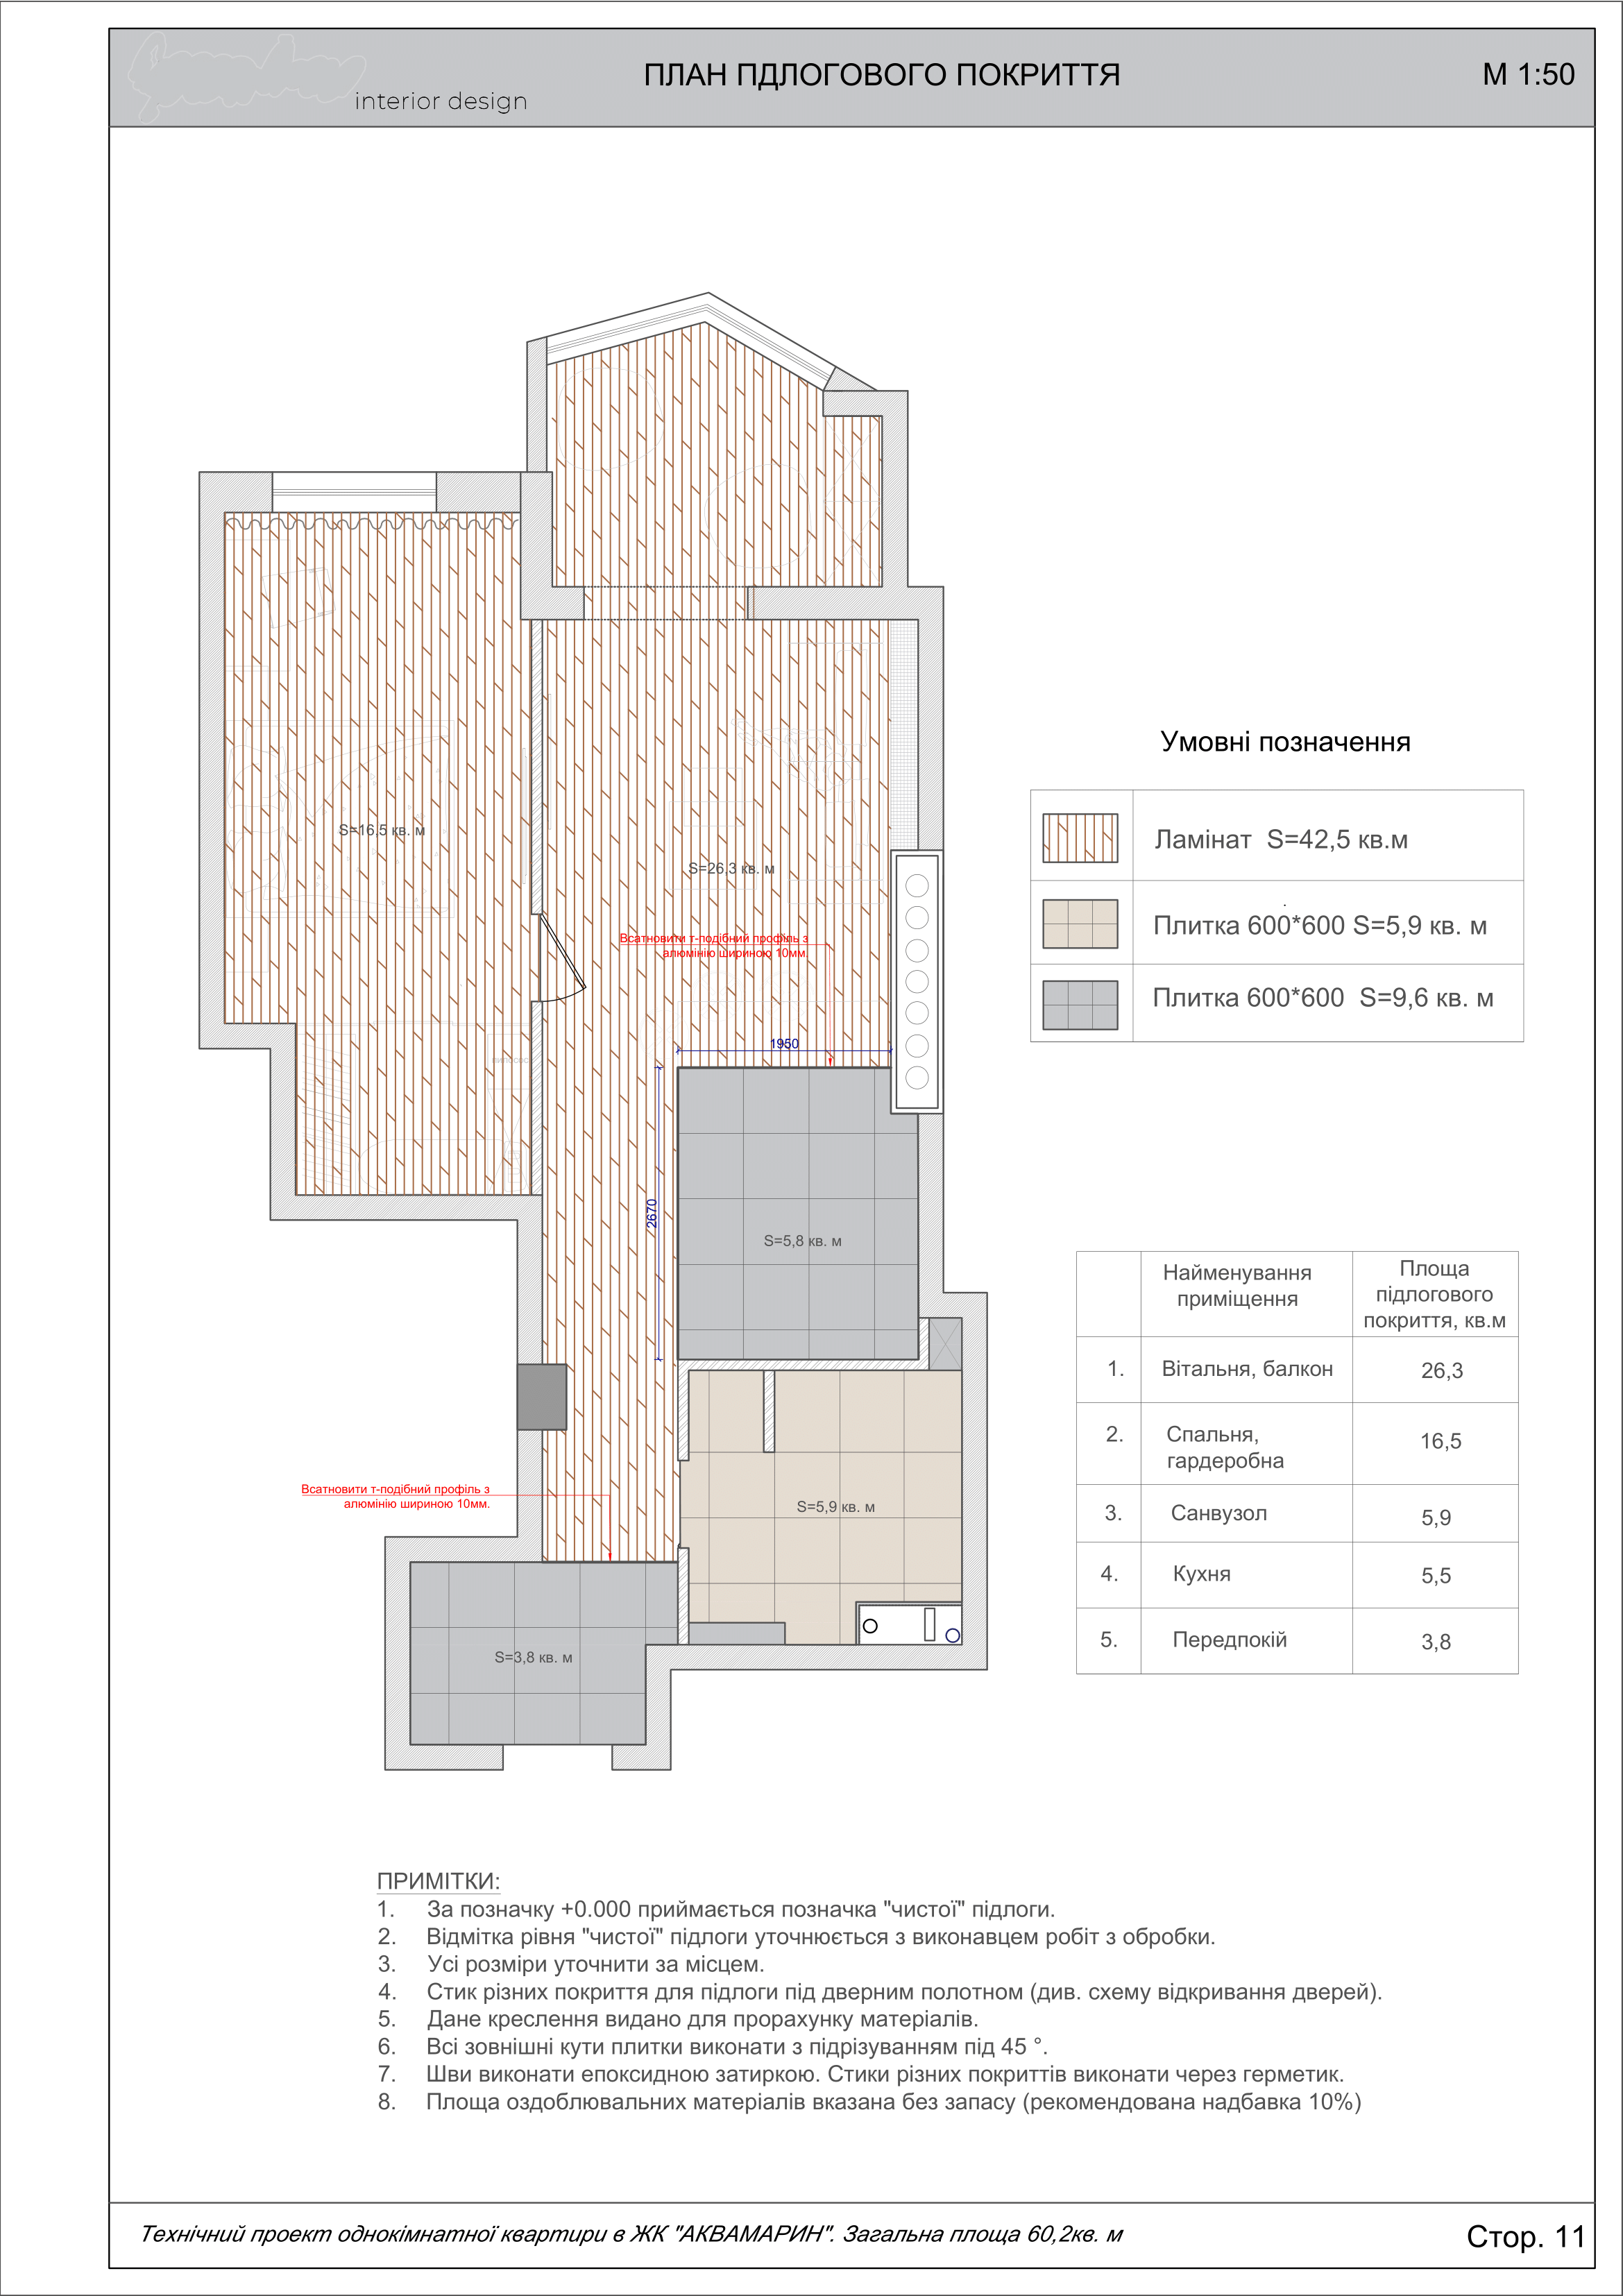 interior design
ПЛАН ПДЛОГОВОГО ПОКРИТТЯ
М 1:50
S=16,5 кв. м
S=26,3 кв. м
Всатновити т-подібний профіль з
алюмінію шириною 10мм.
1950
2670
S=5,8 кв. м
Всатновити т-подібний профіль з
алюмінію шириною 10мм.
S=5,9 кв. м
S=3,8 кв. м
Умовні позначення
Ламінат S=42,5 кв.м
Плитка 600*600 S=5,9 кв. м
Плитка 600*600 S=9,6 кв. м
Найменування
приміщення
Площа
підлогового
покриття, кв.м
1. Вітальня, балкон 26,3
2. Спальня,
гардеробна 16,5
3. Санвузол 5,9
4. Кухня 5,5
5. Передпокій 3,8
ПРИМІТКИ:
1. За позначку +0.000 приймається позначка "чистої" підлоги.
2. Відмітка рівня "чистої" підлоги уточнюється з виконавцем робіт з обробки.
3. Усі розміри уточнити за місцем.
4. Стик різних покриття для підлоги під дверним полотном (див. схему відкривання дверей).
5. Дане креслення видано для прорахунку матеріалів.
6. Всі зовнішні кути плитки виконати з підрізуванням під 45 °.
7. Шви виконати епоксидною затиркою. Стики різних покриттів виконати через герметик.
8. Площа оздоблювальних матеріалів вказана без запасу (рекомендована надбавка 10%)
Технічний проект однокімнатної квартири в ЖК "АКВАМАРИН". Загальна площа 60,2кв. м
Стор. 11